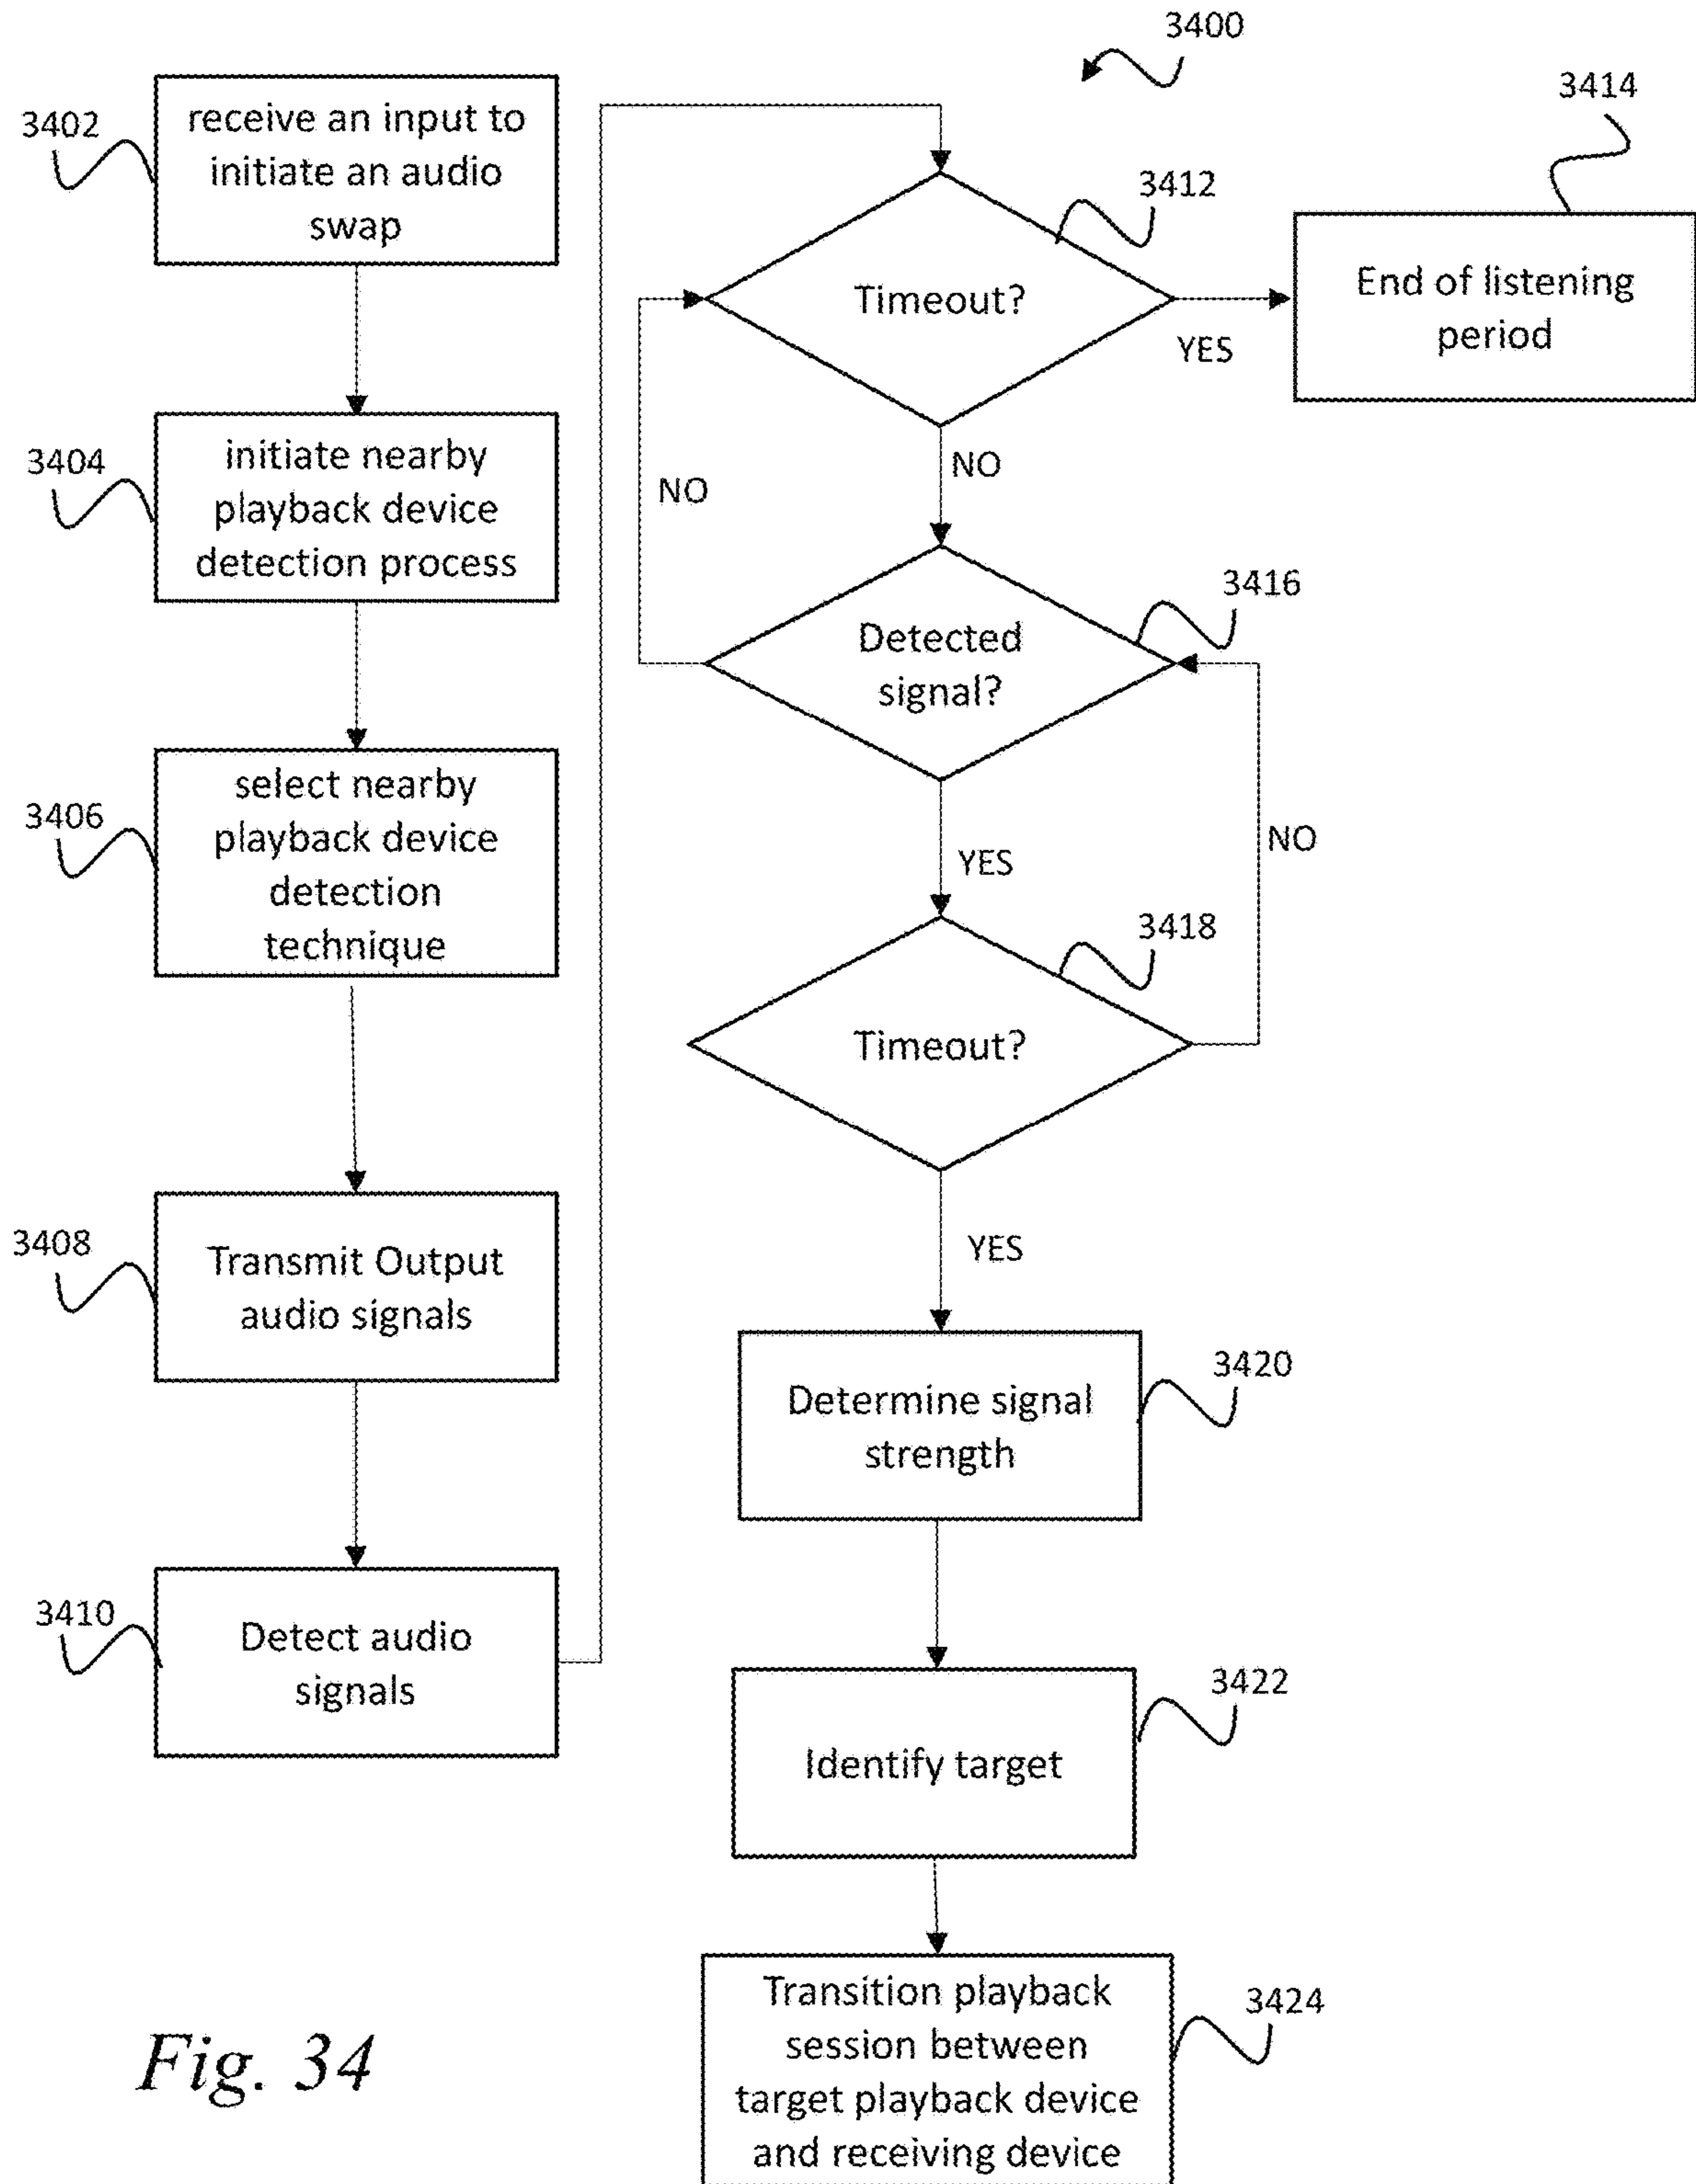 3400
3402
receive an input to
initiate an audio
swap
3404
initiate nearby
playback device
detection process
3406
select nearby
playback device
detection
technique
3408
Transmit Output
audio signals
3410
Detect audio
signals
3412
Timeout?
YES
3414
End of listening
period
NO
NO
3416
Detected
signal?
YES
NO
3418
Timeout?
YES
3420
Determine signal
strength
3422
Identify target
3424
Transition playback
session between
target playback device
and receiving device
Fig. 34